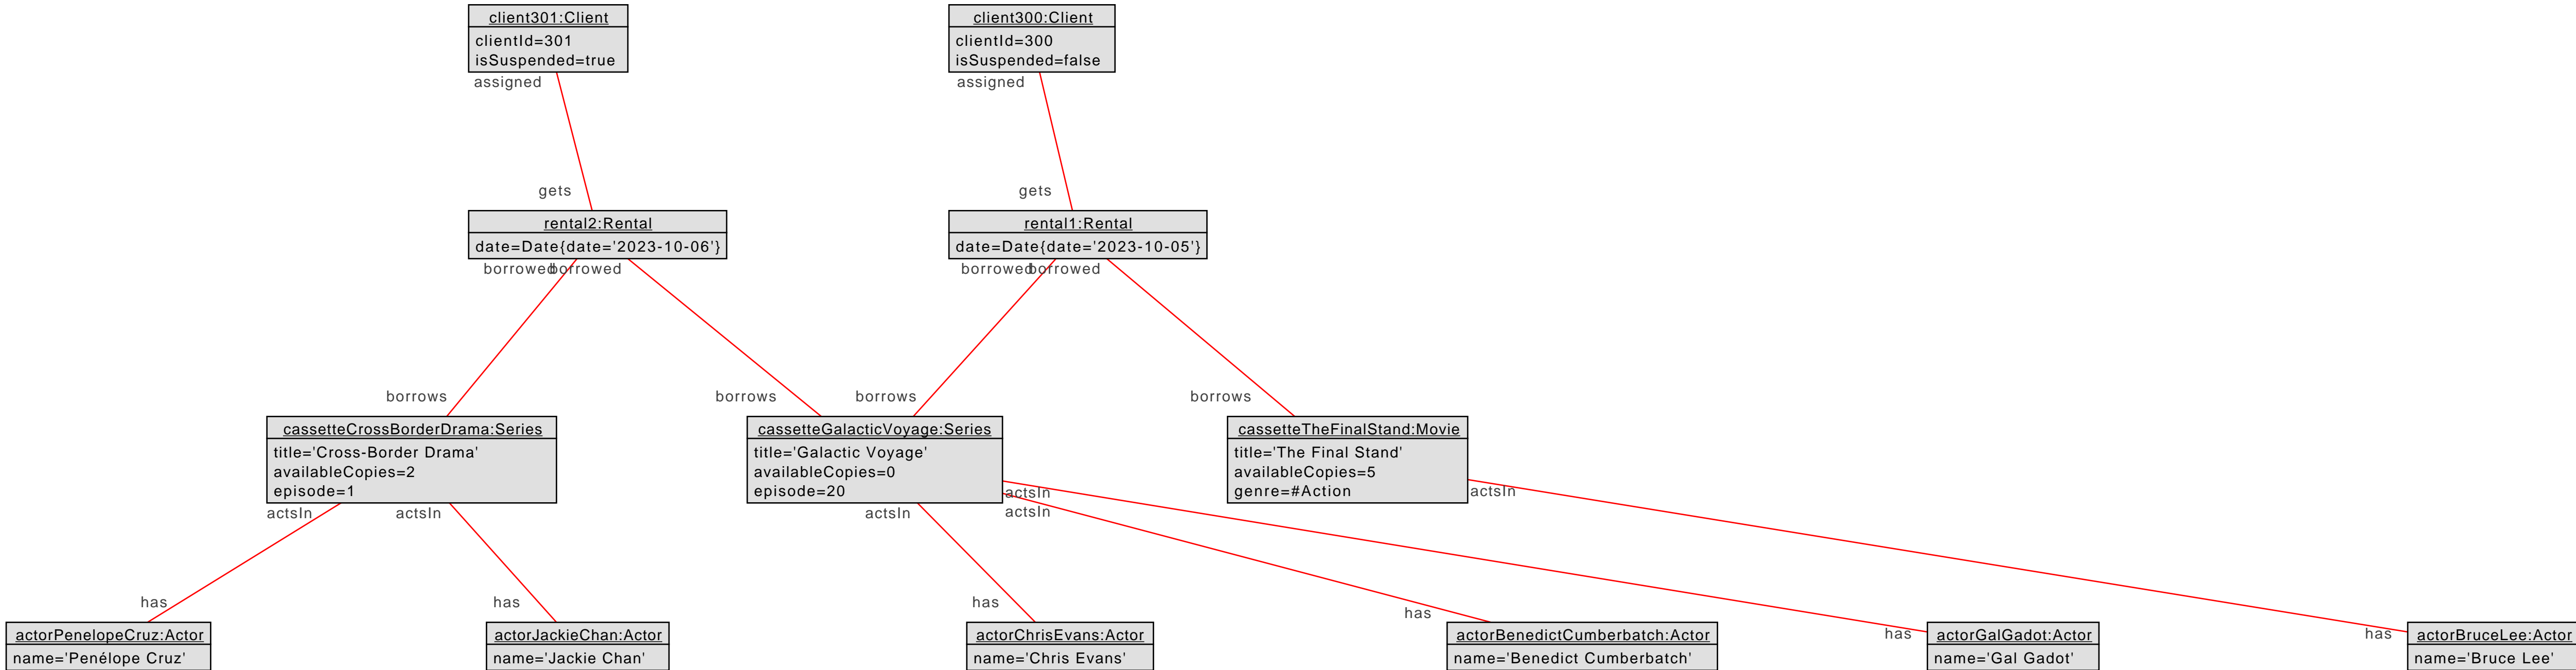 client301:Client
clientId=301
isSuspended=true
client300:Client
clientId=300
isSuspended=false
assigned
assigned
gets
gets
rental2:Rental
date=Date{date='2023-10-06'}
rental1:Rental
date=Date{date='2023-10-05'}
borrowed
borrowed
borrowed
borrowed
borrows
borrows
borrows
borrows
cassetteCrossBorderDrama:Series
title='Cross-Border Drama'
availableCopies=2
episode=1
cassetteGalacticVoyage:Series
title='Galactic Voyage'
availableCopies=0
episode=20
cassetteTheFinalStand:Movie
title='The Final Stand'
availableCopies=5
genre=#Action
actsIn
actsIn
actsIn
actsIn
actsIn
actsIn
has
has
has
has
has
has
actorPenelopeCruz:Actor
name='Penélope Cruz'
actorJackieChan:Actor
name='Jackie Chan'
actorChrisEvans:Actor
name='Chris Evans'
actorBenedictCumberbatch:Actor
name='Benedict Cumberbatch'
actorGalGadot:Actor
name='Gal Gadot'
actorBruceLee:Actor
name='Bruce Lee'